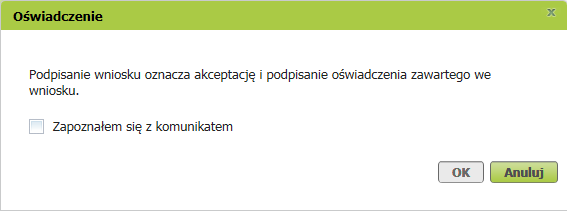 Oświadczenie
x
Podpisanie wniosku oznacza akceptację i podpisanie oświadczenia zawartego we
wniosku.
Zapoznałem się z komunikatem
OK
Anuluj